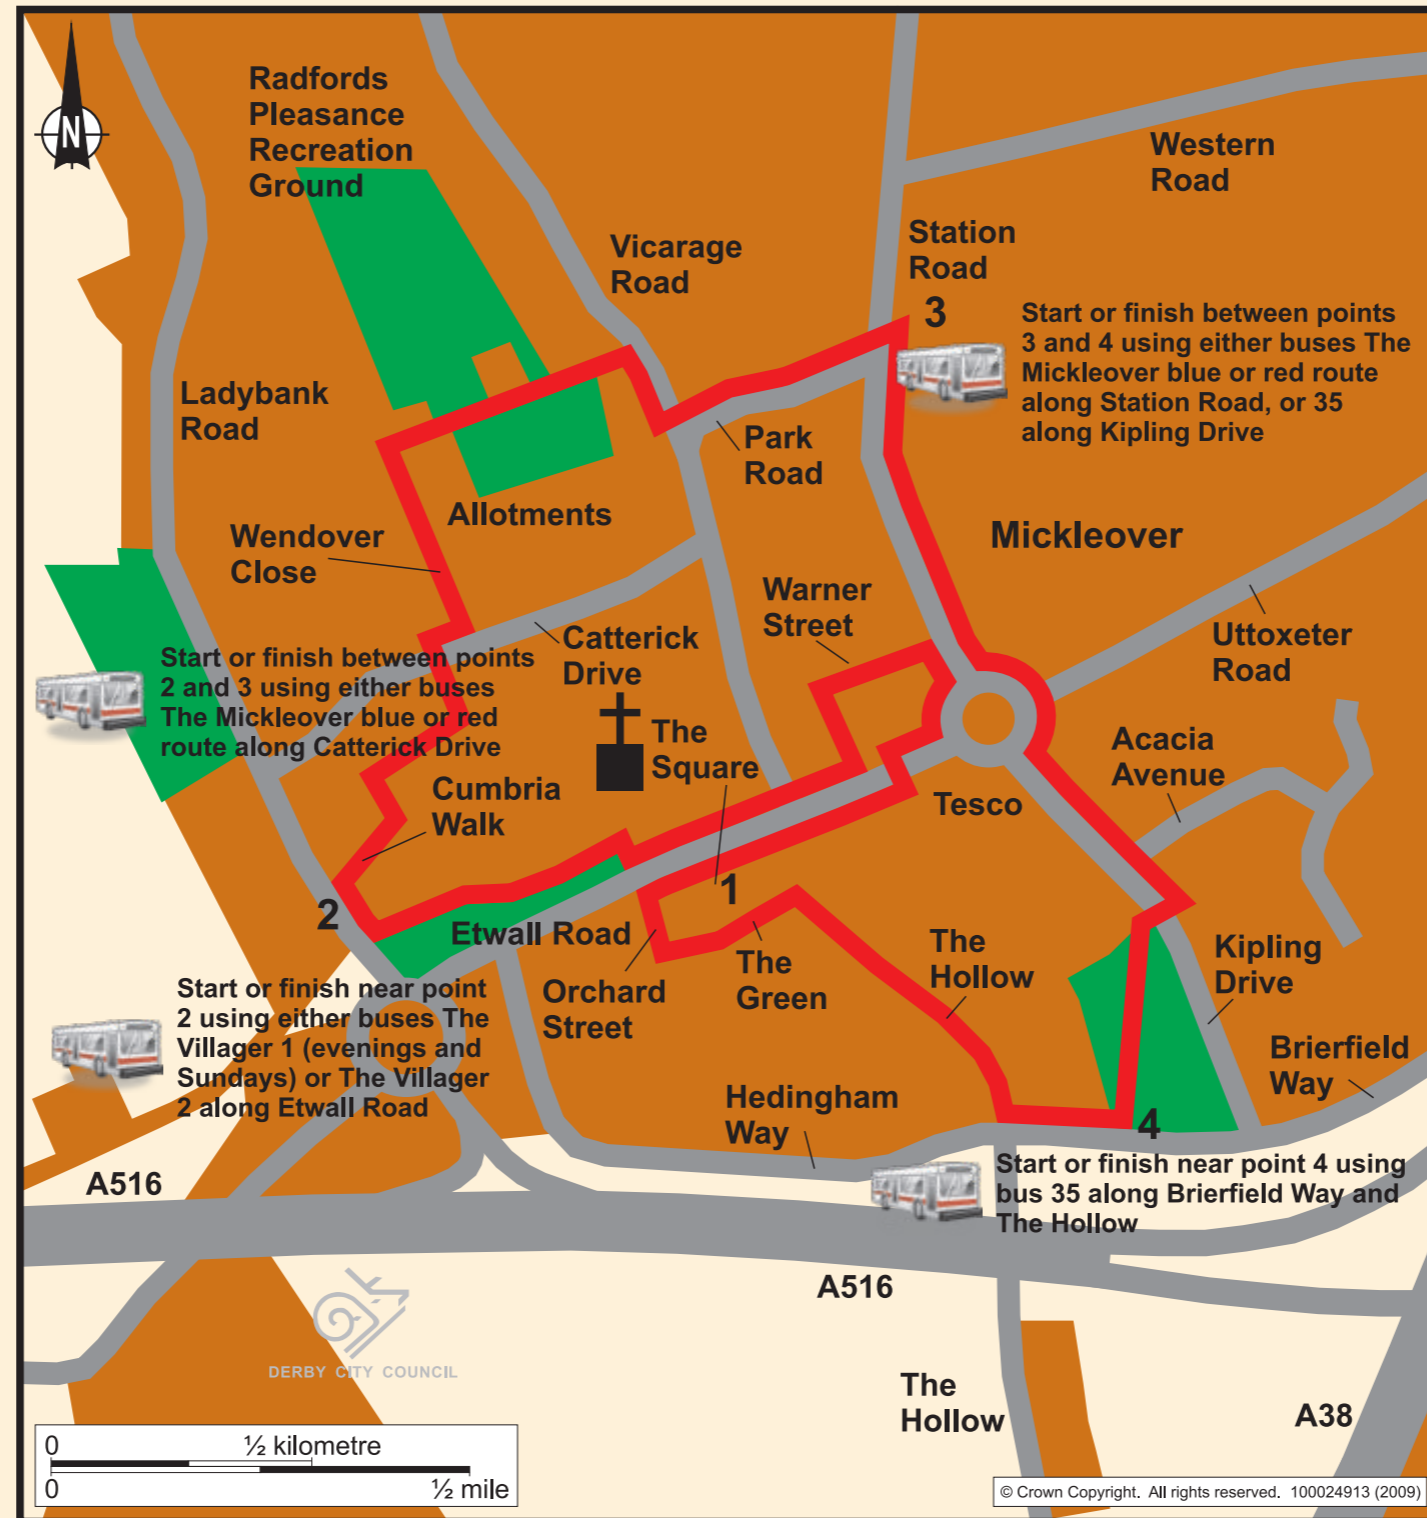 N
Radfords
Pleasance
Recreation
Ground
Western
Road
Vicarage
Road
Station
Road
3
Start or finish between points
3 and 4 using either buses The
Mickleover blue or red route
along Station Road, or 35
along Kipling Drive
Ladybank
Road
Park
Road
Allotments
Wendover
Close
Mickleover
Warner
Street
Catterick
Drive
Uttoxeter
Road
Start or finish between points
2 and 3 using either buses
The Mickleover blue or red
route along Catterick Drive
The
Square
Acacia
Avenue
Cumbria
Walk
Tesco
1
2
Etwall Road
The
Green
The
Hollow
Kipling
Drive
Orchard
Street
Start or finish near point
2 using either buses The
Villager 1 (evenings and
Sundays) or The Villager
2 along Etwall Road
Brierfield
Way
Hedingham
Way
4
Start or finish near point 4 using
bus 35 along Brierfield Way and
The Hollow
A516
A516
DERBY CITY COUNCIL
The
Hollow
A38
0 ½ kilometre
0 ½ mile
© Crown Copyright. All rights reserved. 100024913 (2009)